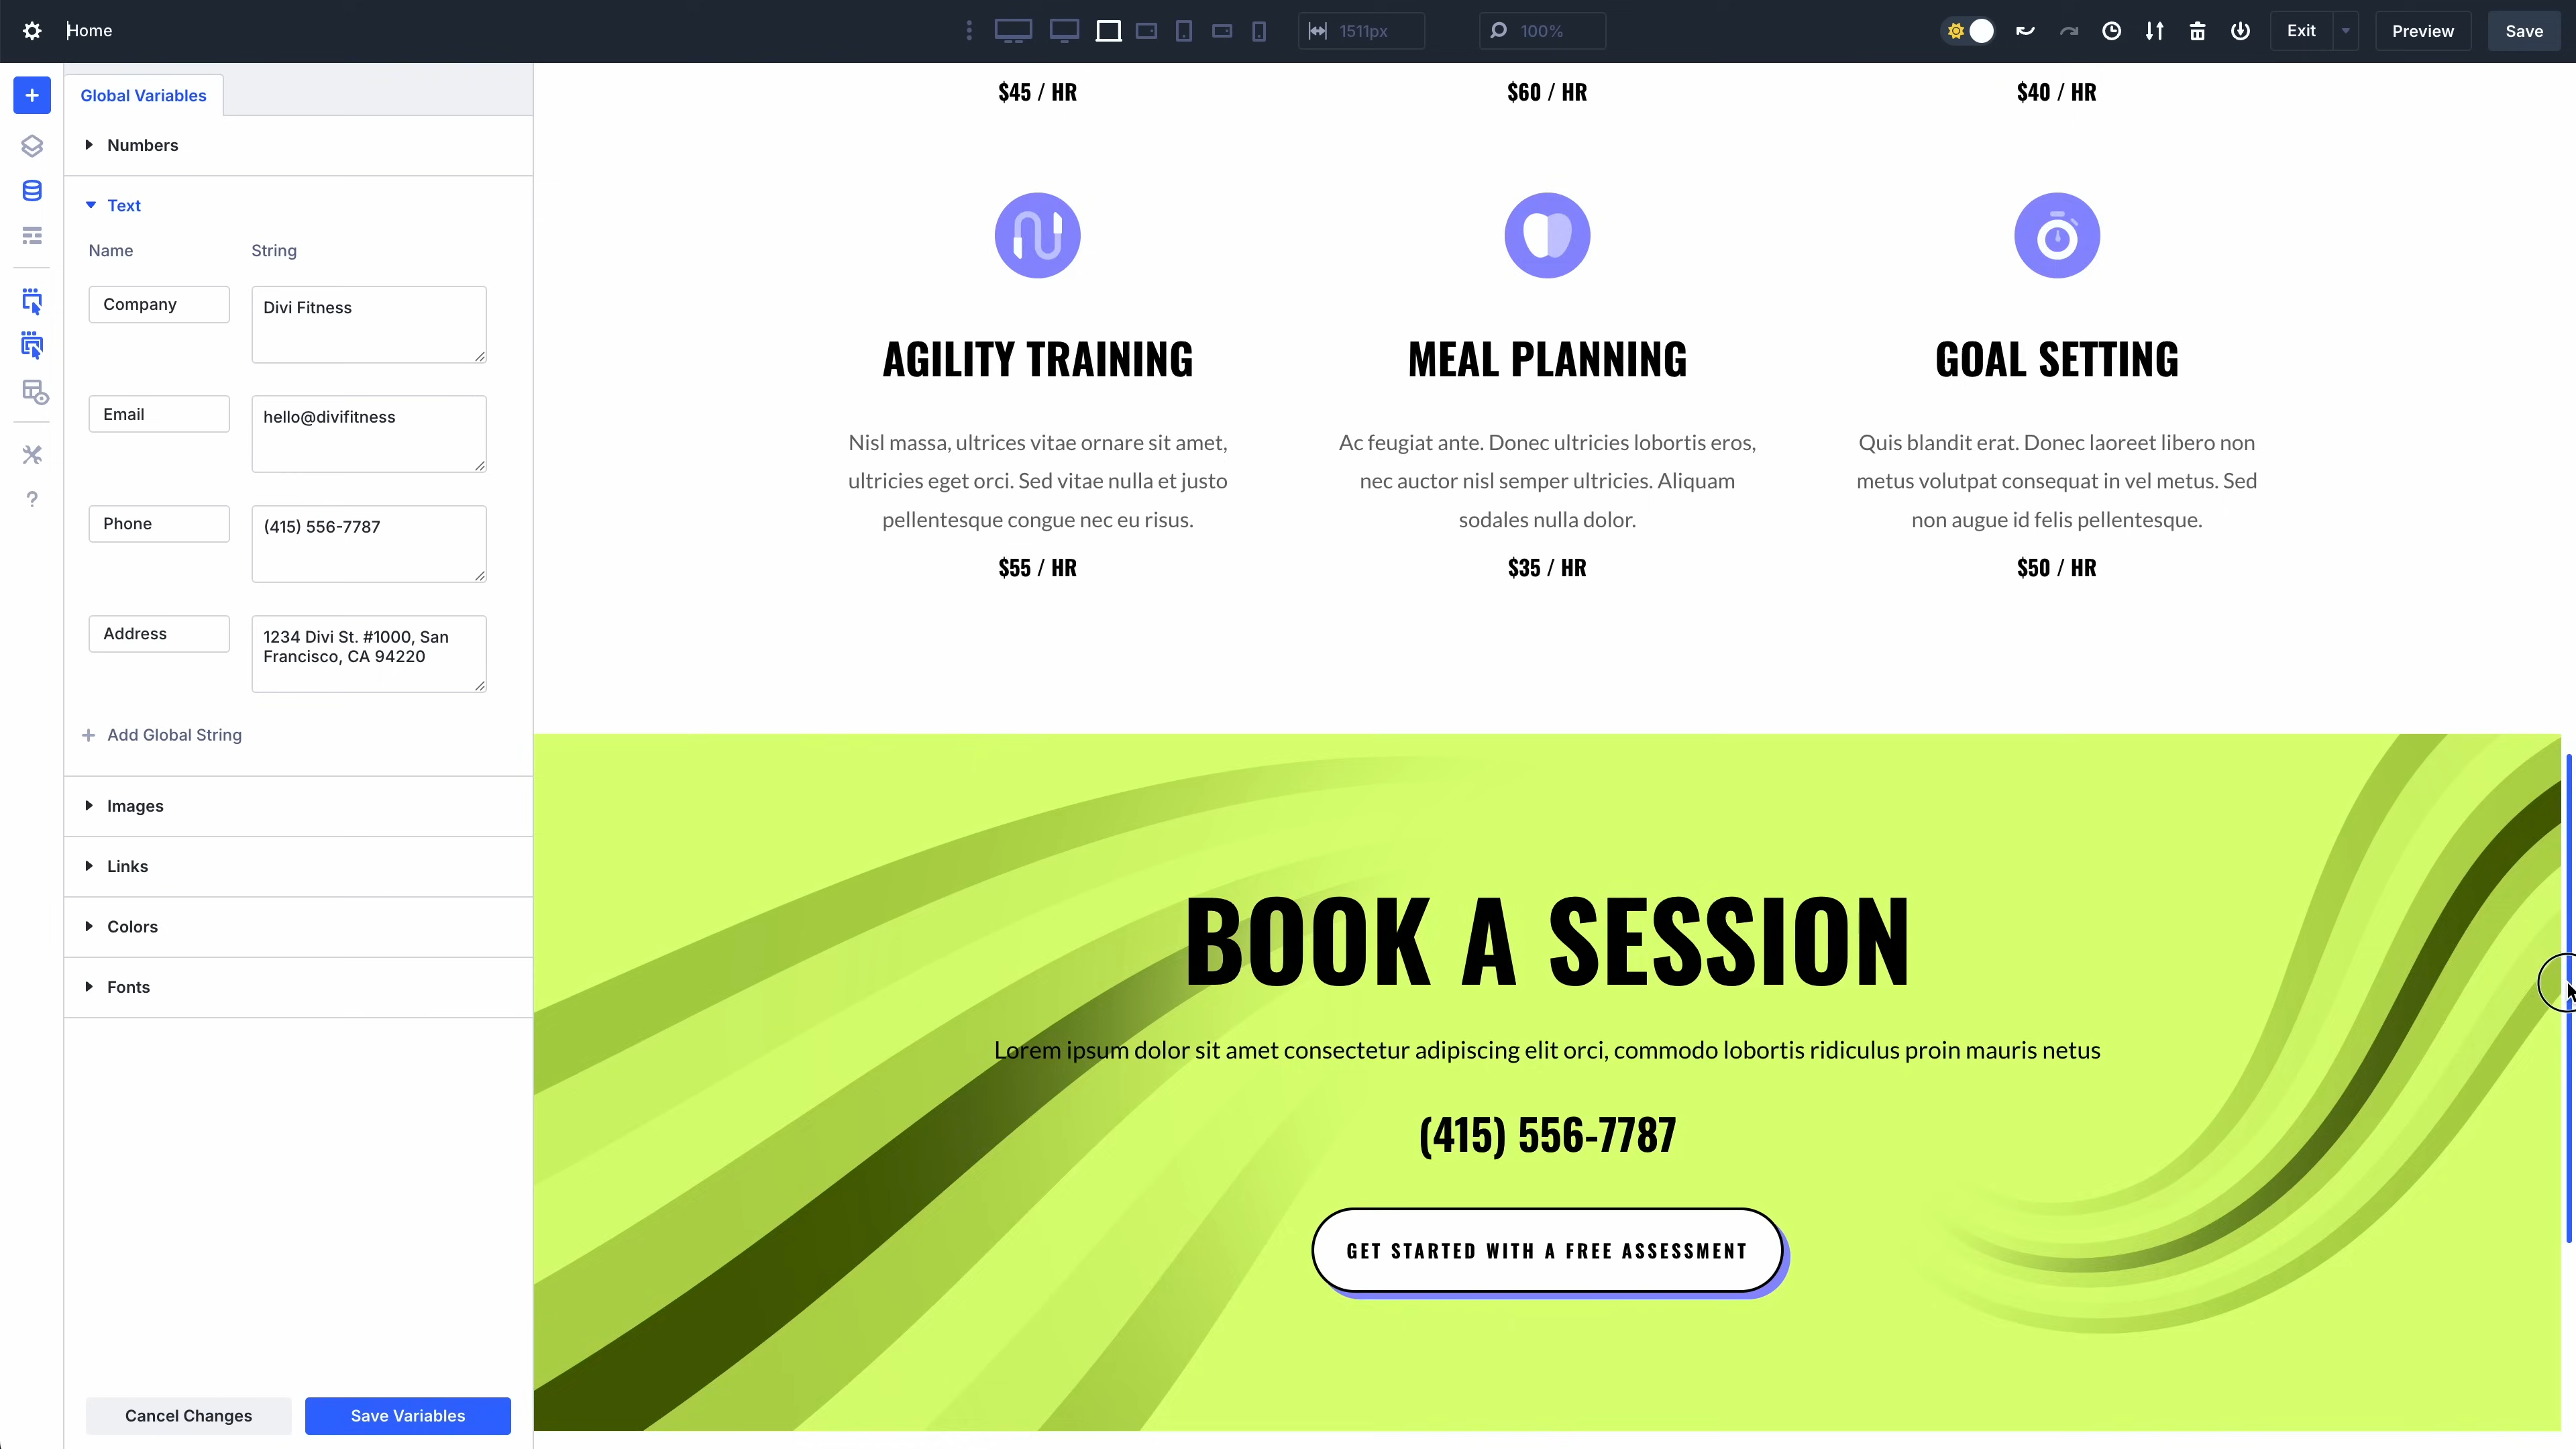 Home
1511px
100%
Exit
Preview
Save
Global Variables
Numbers
Text
Name
String
Company
Divi Fitness
Email
hello@divifitness
Phone
(415) 556-7787
Address
1234 Divi St. #1000, San
Francisco, CA 94220
+ Add Global String
Images
Links
Colors
Fonts
Cancel Changes
Save Variables
$45 / HR
$60 / HR
$40 / HR
AGILITY TRAINING
Nisl massa, ultrices vitae ornare sit amet,
ultricies eget orci. Sed vitae nulla et justo
pellentesque congue nec eu risus.
$55 / HR
MEAL PLANNING
Ac feugiat ante. Donec ultricies lobortis eros,
nec auctor nisl semper ultricies. Aliquam
sodales nulla dolor.
$35 / HR
GOAL SETTING
Quis blandit erat. Donec laoreet libero non
metus volutpat consequat in vel metus. Sed
non augue id felis pellentesque.
$50 / HR
BOOK A SESSION
Lorem ipsum dolor sit amet consectetur adipiscing elit orci, commodo lobortis ridiculus proin mauris netus
(415) 556-7787
GET STARTED WITH A FREE ASSESSMENT